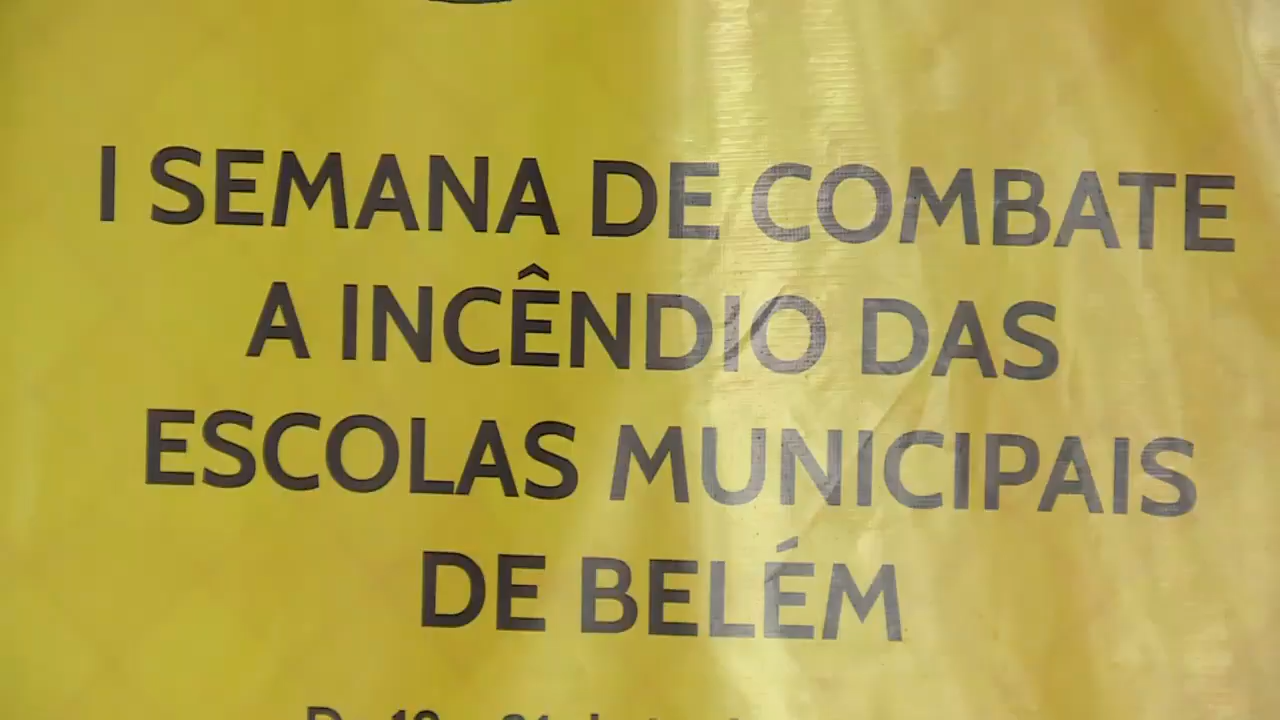 I SEMANA DE COMBATE
A INCÊNDIO DAS
ESCOLAS MUNICIPAIS
DE BELÉM